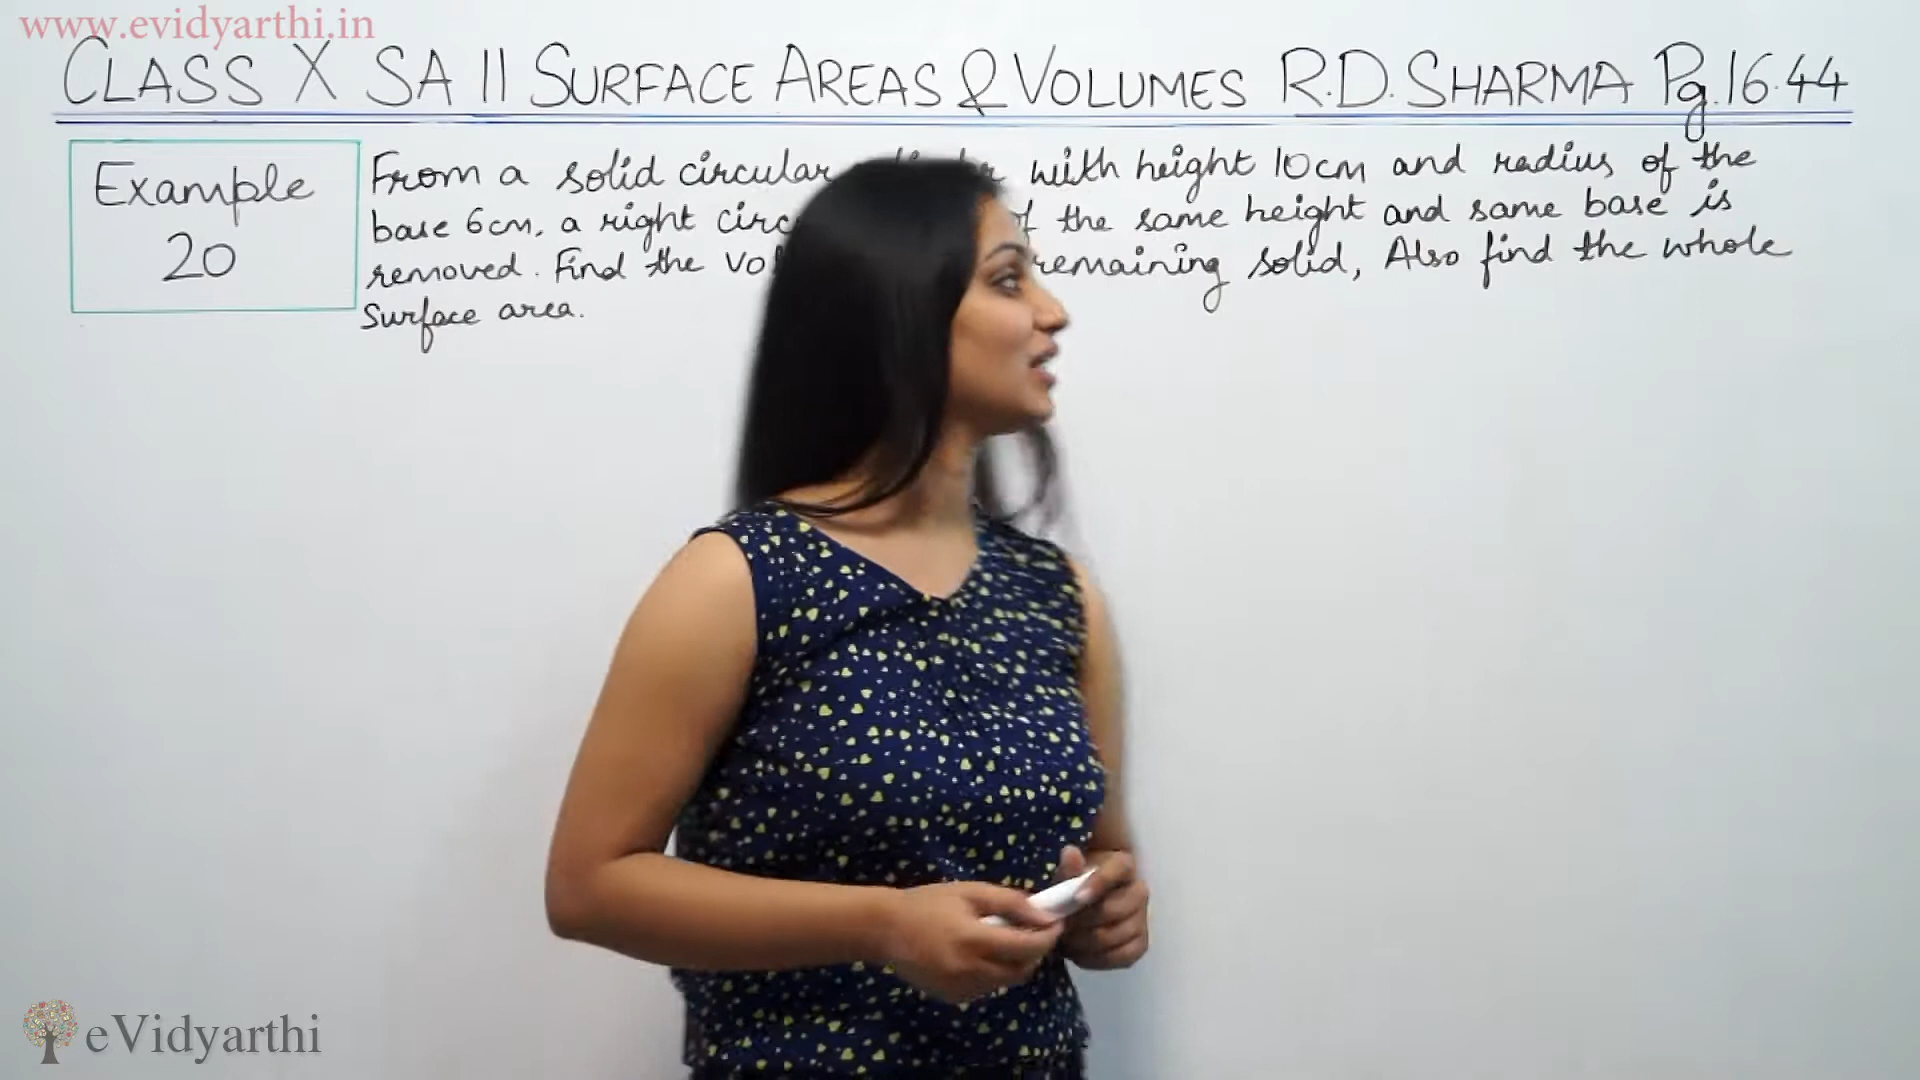 www.evidyarthi.in
CLASS X SA II SURFACE AREAS & VOLUMES R.D. SHARMA Pg.16.44
Example
20
From a solid circular with height 10cm and radius of the
base 6cm, a right of the same height and same base is
removed. Find the remaining solid, Also find the whole
Surface area.
eVidyarthi